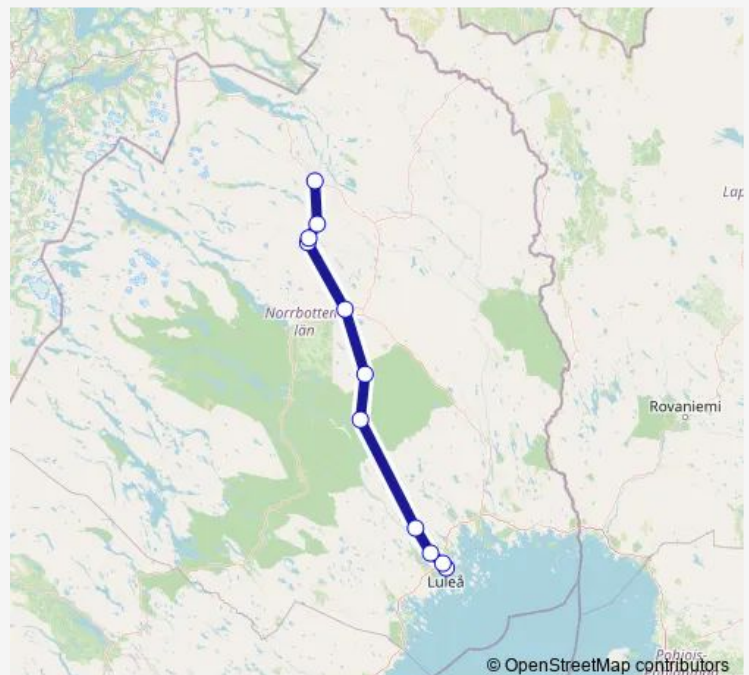 Lap
Norrbotten
län
Rovaniemi
Luleå
Pohjois-
© OpenStreetMap contributors